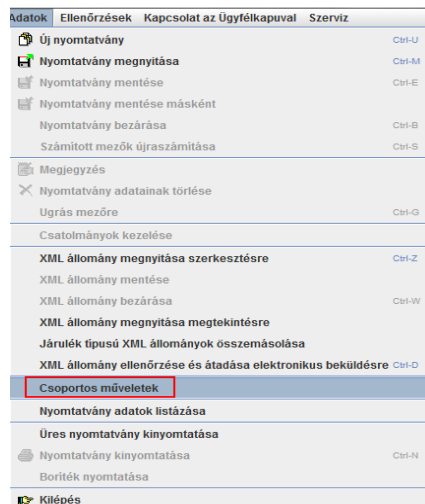 Adatok Ellenőrzések Kapcsolat az Ügyfélkapuval Szerviz
Új nyomtatvány Ctrl-U
Nyomtatvány megnyitása Ctrl-M
Nyomtatvány mentése Ctrl-E
Nyomtatvány mentése másként
Nyomtatvány bezárása Ctrl-B
Számított mezők újraszámítása Ctrl-S
Megjegyzés
Nyomtatvány adatainak törlése
Ugrás mezőre Ctrl-G
Csatolmányok kezelése
XML állomány megnyitása szerkesztésre Ctrl-Z
XML állomány mentése
XML állomány bezárása Ctrl-W
XML állomány megnyitása megtekintésre
Járulék típusú XML állományok összemásolása
XML állomány ellenőrzése és átadása elektronikus beküldésre Ctrl-D
Csoportos műveletek
Nyomtatvány adatok listázása
Üres nyomtatvány kinyomtatása
Nyomtatvány kinyomtatása Ctrl-N
Boríték nyomtatása
Kilépés